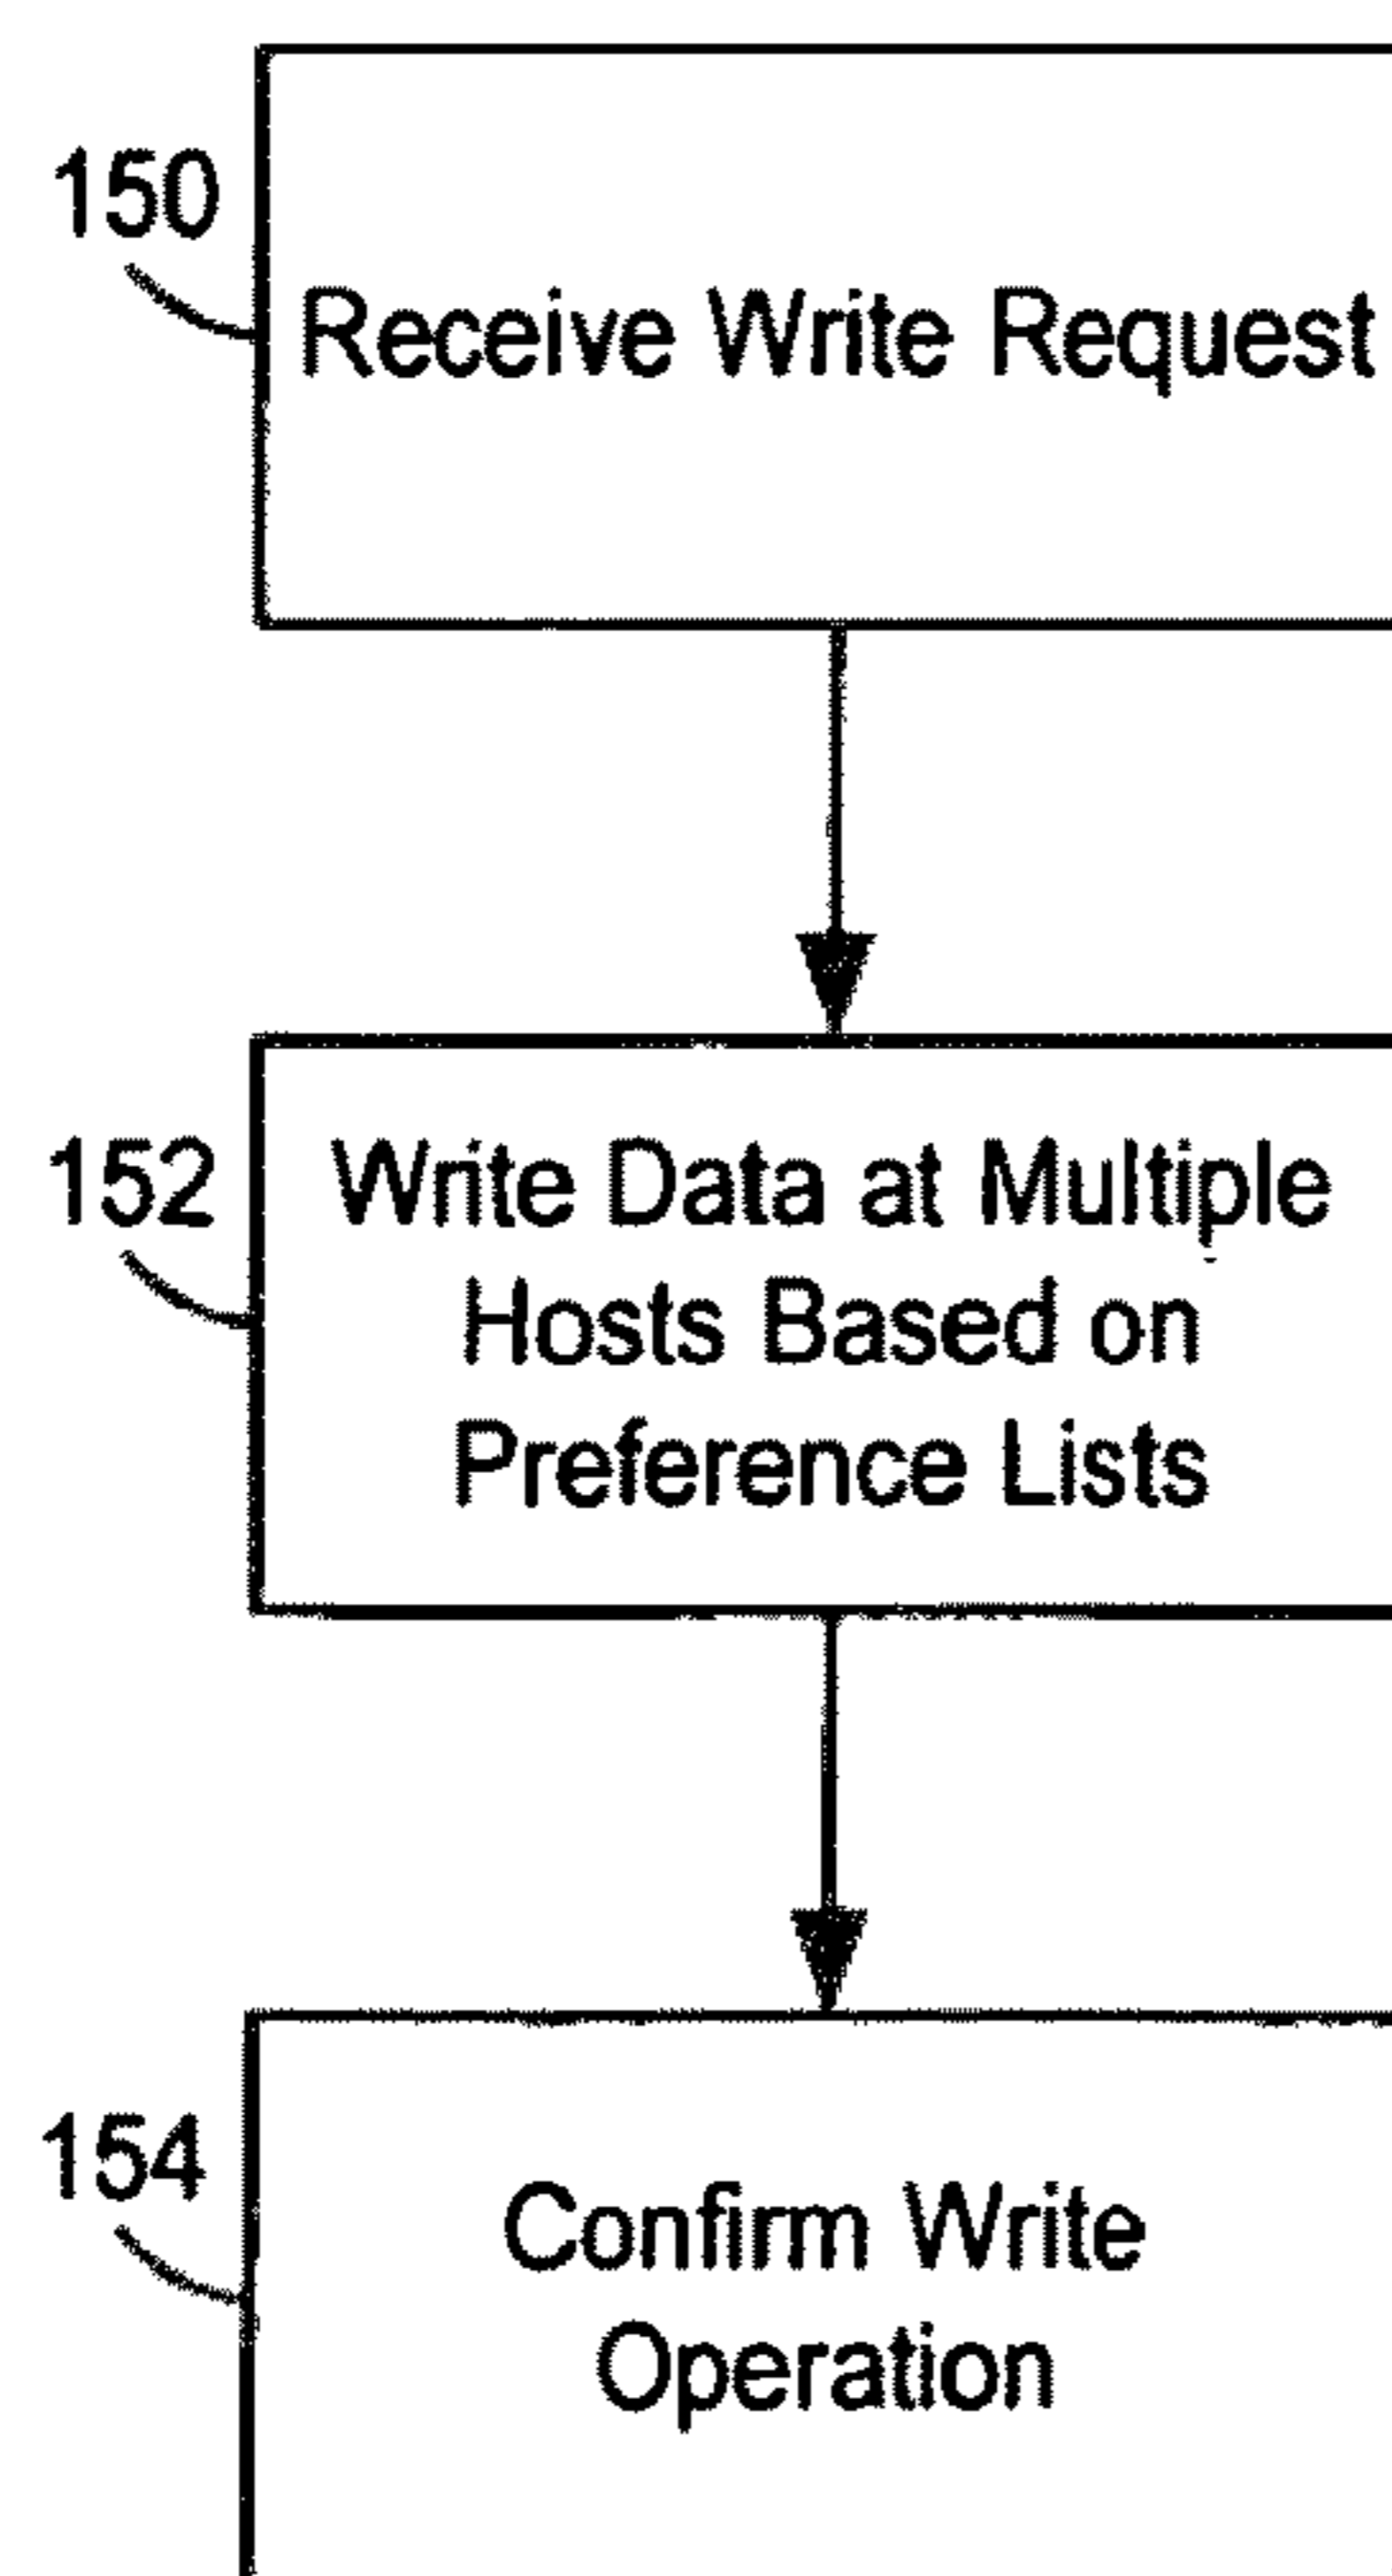 150
Receive Write Request
152
Write Data at Multiple
Hosts Based on
Preference Lists
154
Confirm Write
Operation